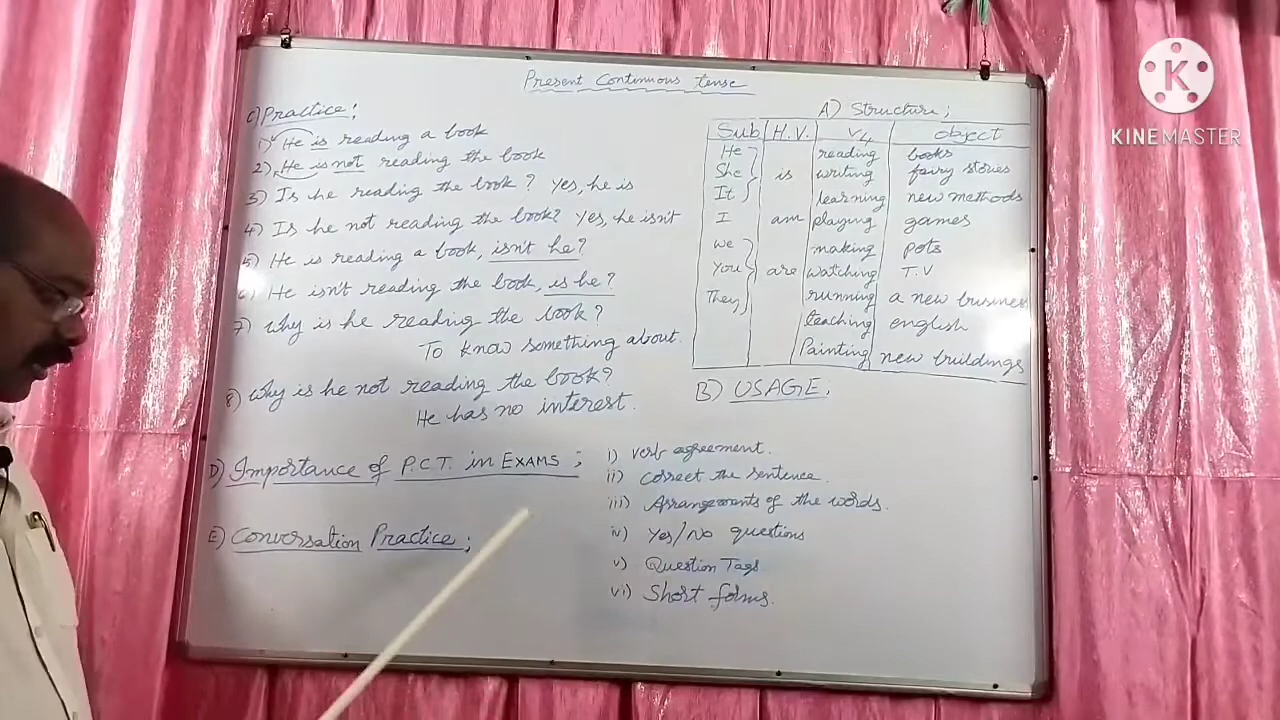 Present Continuous tense
C) Practice;
1) He is reading a book
2) He is not reading the book
3) Is he reading the book? Yes, he is
4) Is he not reading the book? Yes, he isn't
5) He is reading a book, isn't he?
6) He isn't reading the book, is he?
7) Why is he reading the book?
To know something about.
8) Why is he not reading the book?
He has no interest.
D) Importance of P.C.T. in EXAMS;
E) Conversation Practice;
A) Structure;
Sub H.V. V4 object
He reading books
She is writing fairy stories
It learning new methods
I am playing games
we making pots
You are watching T.V
They running a new business
teaching english
Painting new buildings
B) USAGE;
i) verb agreement.
ii) Correct the sentence
iii) Arrangements of the words.
iv) Yes/no questions
v) Question Tags
vi) Short forms.
K
KINEMASTER